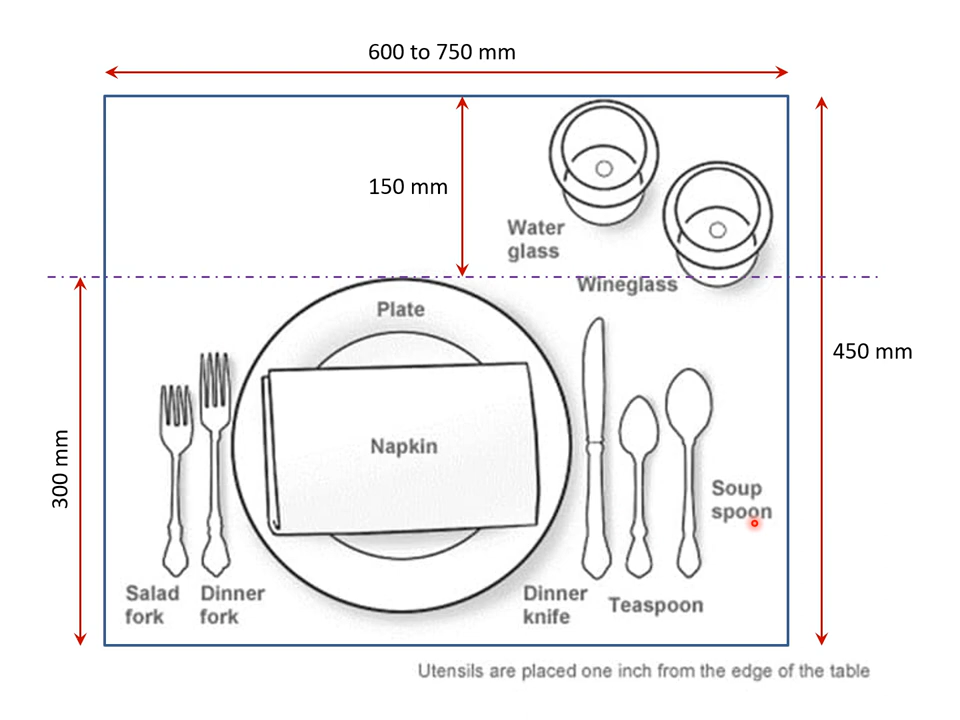 600 to 750 mm
150 mm
Water
glass
Wineglass
Plate
450 mm
Napkin
300 mm
Soup
spoon
Salad
fork
Dinner
fork
Dinner
knife
Teaspoon
Utensils are placed one inch from the edge of the table